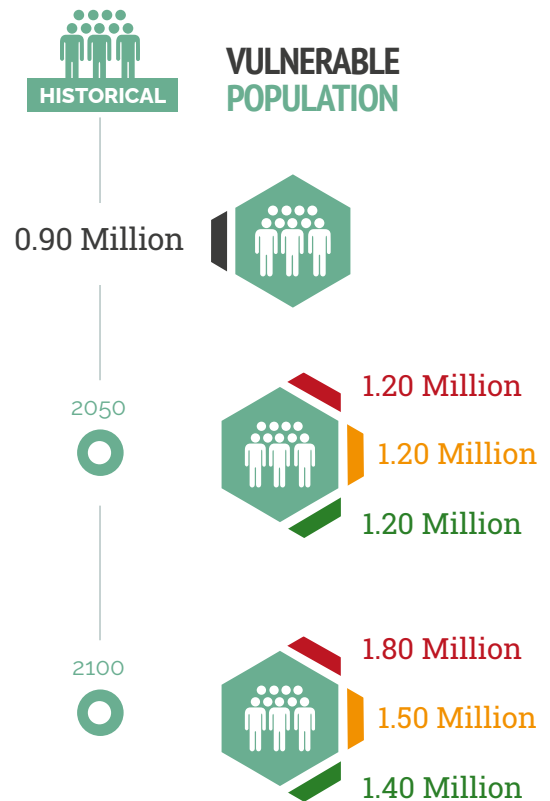 HISTORICAL
VULNERABLE
POPULATION
0.90 Million
2050
1.20 Million
1.20 Million
1.20 Million
2100
1.80 Million
1.50 Million
1.40 Million